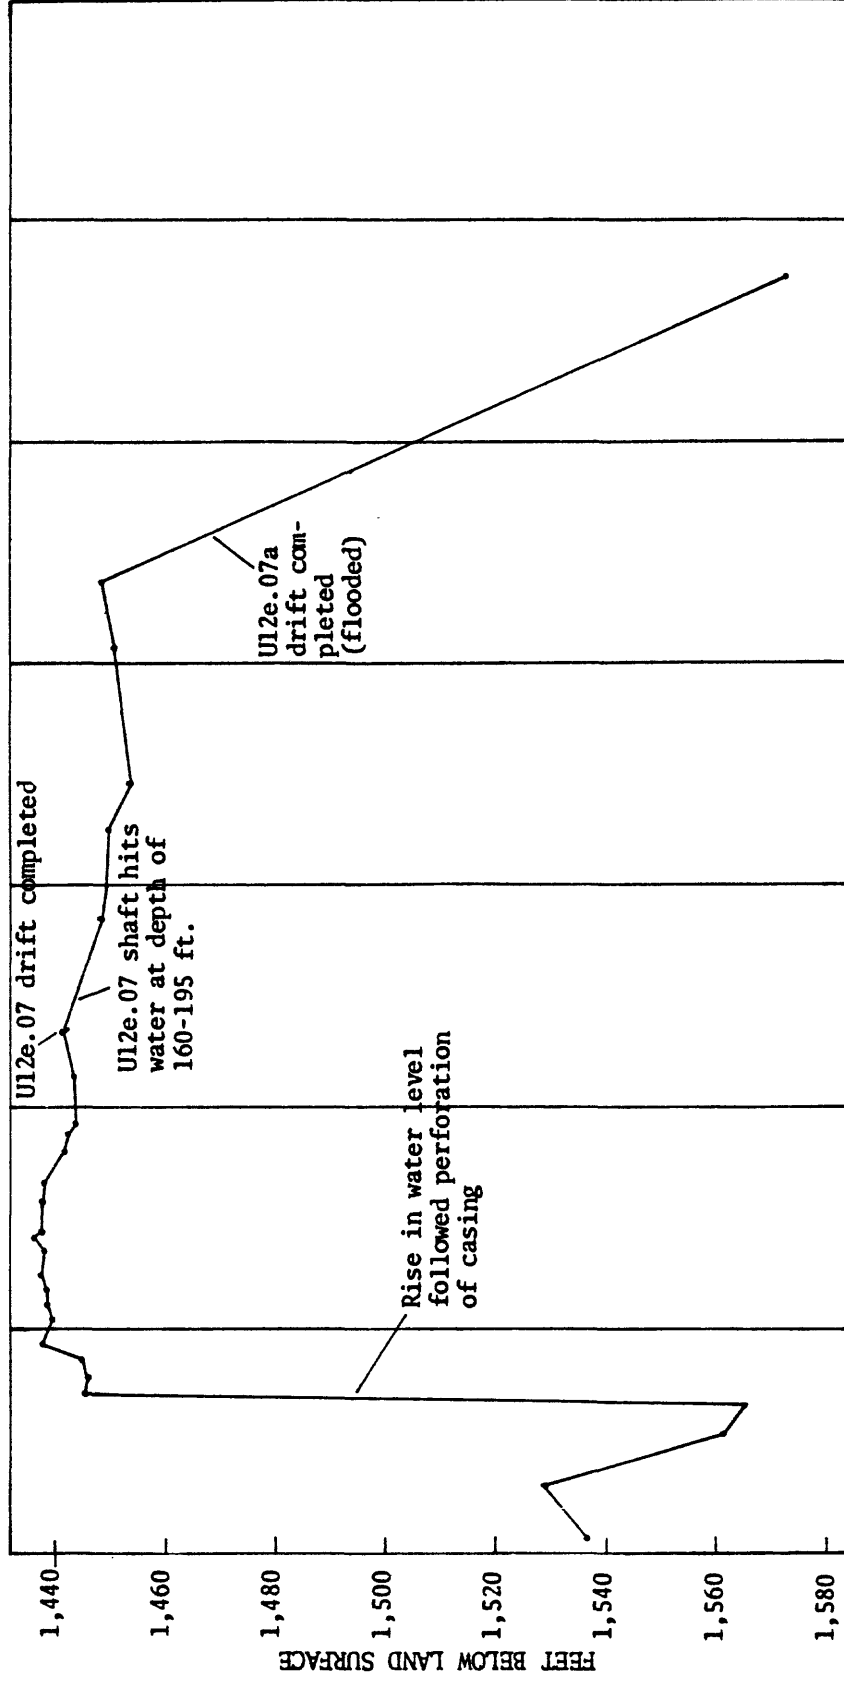 FEET BELOW LAND SURFACE
1,440
1,460
1,480
1,500
1,520
1,540
1,560
1,580
U12e.07 drift completed
U12e.07 shaft hits
water at depth of
160-195 ft.
Rise in water level
followed perforation
of casing
U12e.07a
drift com-
pleted
(flooded)